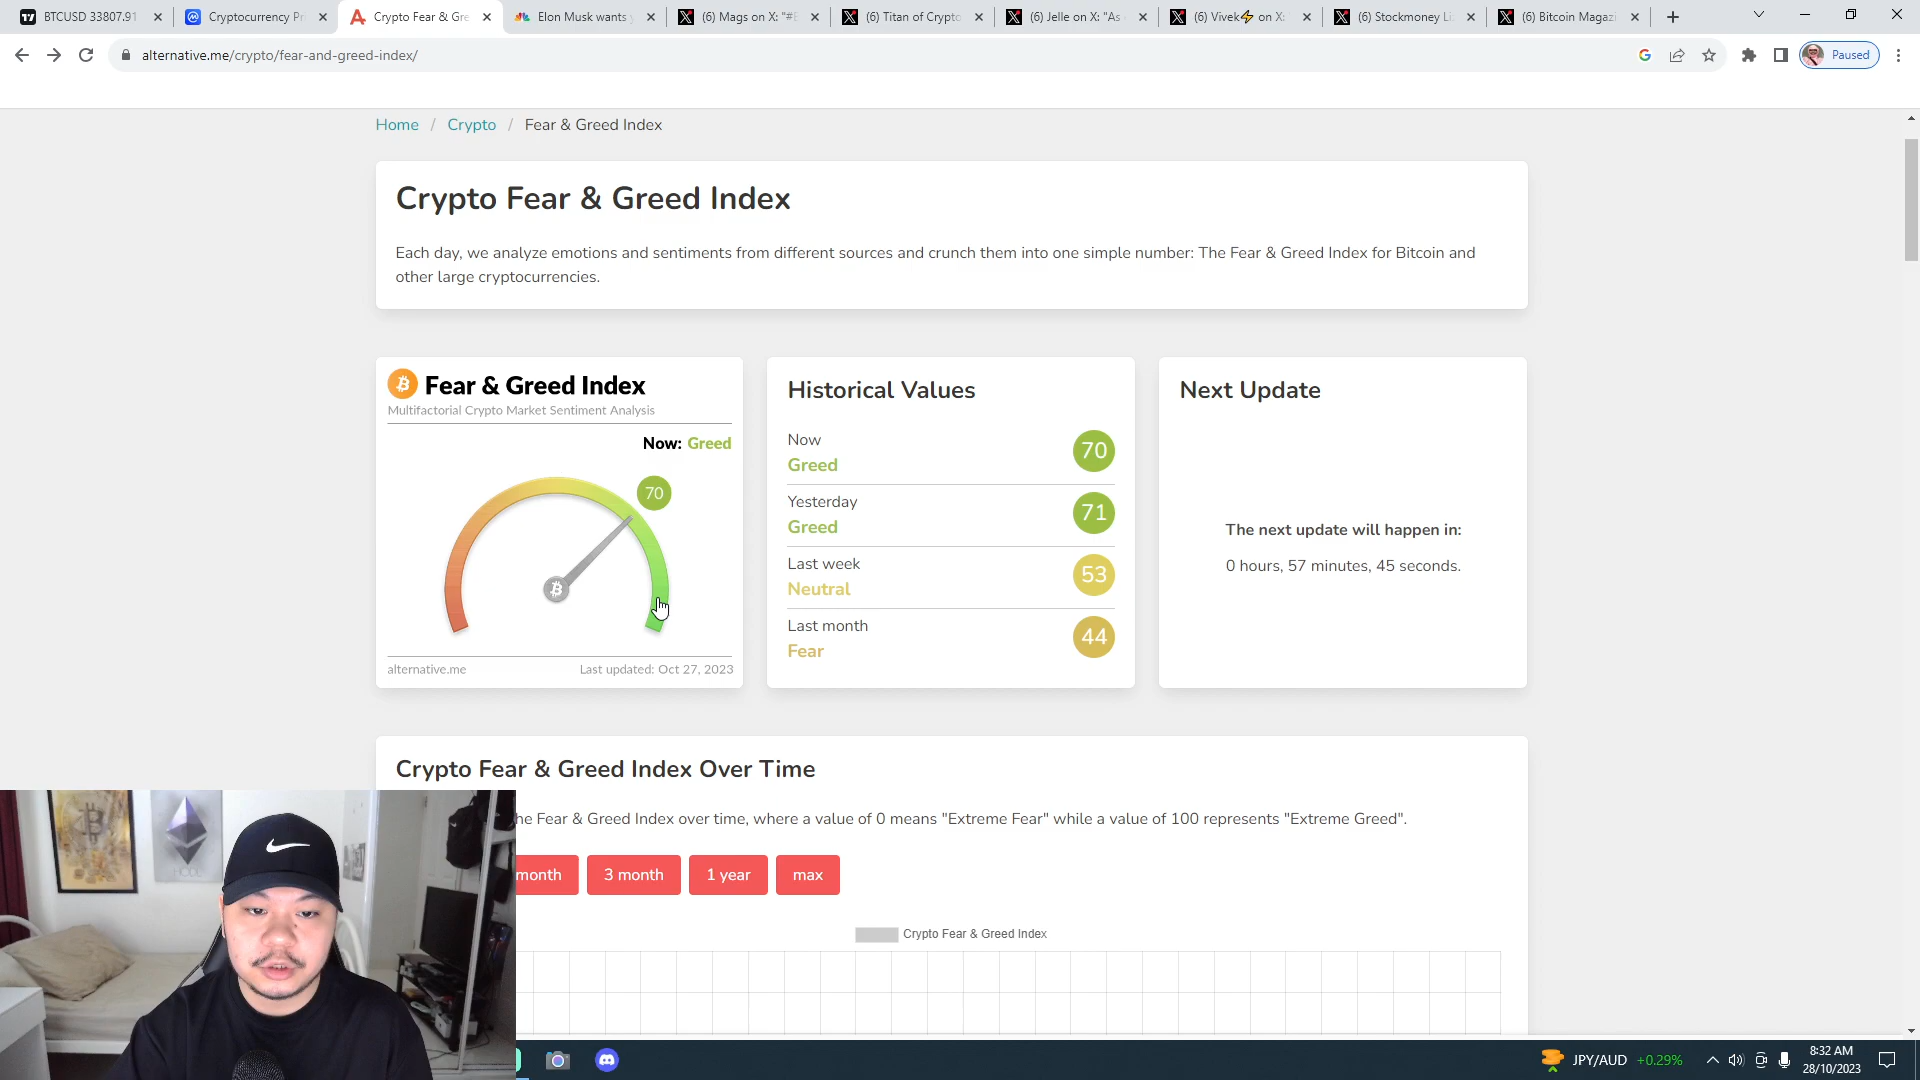 BTCUSD 33807.91
Cryptocurrency Pr
Crypto Fear & Gre
Elon Musk wants y
(6) Mags on X: "#
(6) Titan of Crypto
(6) Jelle on X: "As
(6) Vivek⚡ on X:
(6) Stockmoney Li
(6) Bitcoin Magazi
alternative.me/crypto/fear-and-greed-index/
Paused
Home / Crypto / Fear & Greed Index
Crypto Fear & Greed Index
Each day, we analyze emotions and sentiments from different sources and crunch them into one simple number: The Fear & Greed Index for Bitcoin and
other large cryptocurrencies.
Fear & Greed Index
Multifactorial Crypto Market Sentiment Analysis
Now: Greed
70
alternative.me
Last updated: Oct 27, 2023
Historical Values
Now
Greed
70
Yesterday
Greed
71
Last week
Neutral
53
Last month
Fear
44
Next Update
The next update will happen in:
0 hours, 57 minutes, 45 seconds.
Crypto Fear & Greed Index Over Time
he Fear & Greed Index over time, where a value of 0 means "Extreme Fear" while a value of 100 represents "Extreme Greed".
month
3 month
1 year
max
Crypto Fear & Greed Index
HODL
JPY/AUD +0.29%
8:32 AM
28/10/2023